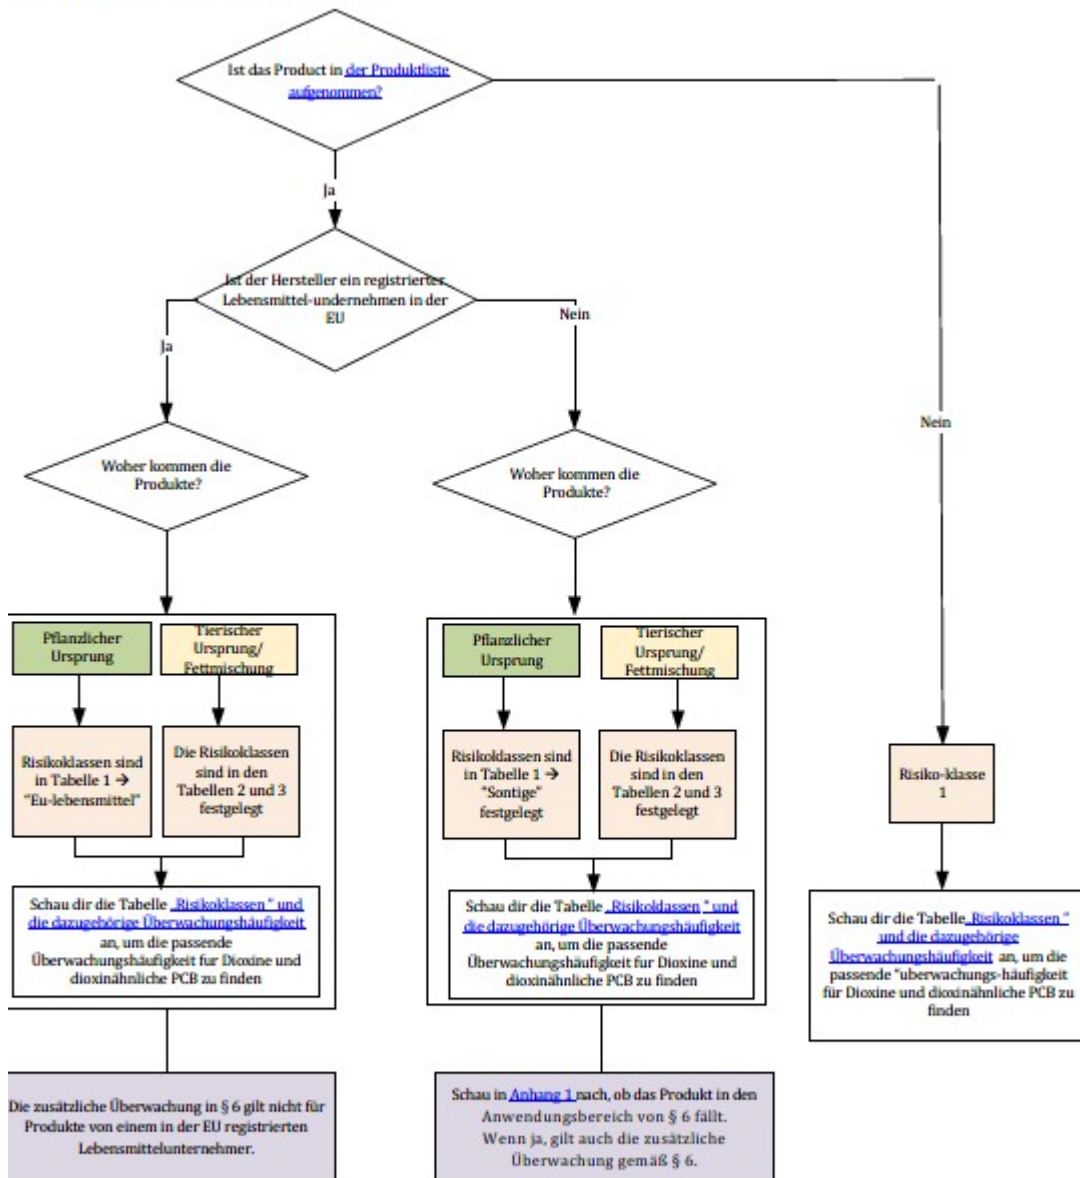 Ist das Product in der Produktliste
aufgenommen?
Ja
Ist der Hersteller ein registrierter
Lebensmittel-undernehmen in der
EU
Ja
Nein
Nein
Woher kommen die
Produkte?
Woher kommen die
Produkte?
Pflanzlicher
Ursprung
Tierischer
Ursprung/
Fettmischung
Risikoklassen sind
in Tabelle 1 →
"Eu-lebensmittel"
Die Risikoklassen
sind in den
Tabellen 2 und 3
festgelegt
Schau dir die Tabelle „Risikoklassen " und
die dazugehörige Überwachungshäufigkeit
an, um die passende
Überwachungshäufigkeit fur Dioxine und
dioxinähnliche PCB zu finden
Die zusätzliche Überwachung in § 6 gilt nicht für
Produkte von einem in der EU registrierten
Lebensmittelunternehmer.
Pflanzlicher
Ursprung
Tierischer
Ursprung/
Fettmischung
Risikoklassen sind
in Tabelle 1 →
"Sontige"
festgelegt
Die Risikoklassen
sind in den
Tabellen 2 und 3
festgelegt
Schau dir die Tabelle „Risikoklassen " und
die dazugehörige Überwachungshäufigkeit
an, um die passende
Überwachungshäufigkeit fur Dioxine und
dioxinähnliche PCB zu finden
Schau in Anhang 1 nach, ob das Produkt in den
Anwendungsbereich von § 6 fällt.
Wenn ja, gilt auch die zusätzliche
Überwachung gemäß § 6.
Risiko-klasse
1
Schau dir die Tabelle „Risikoklassen "
und die dazugehörige
Überwachungshäufigkeit an, um die
passende "uberwachungs-häufigkeit
für Dioxine und dioxinähnliche PCB zu
finden